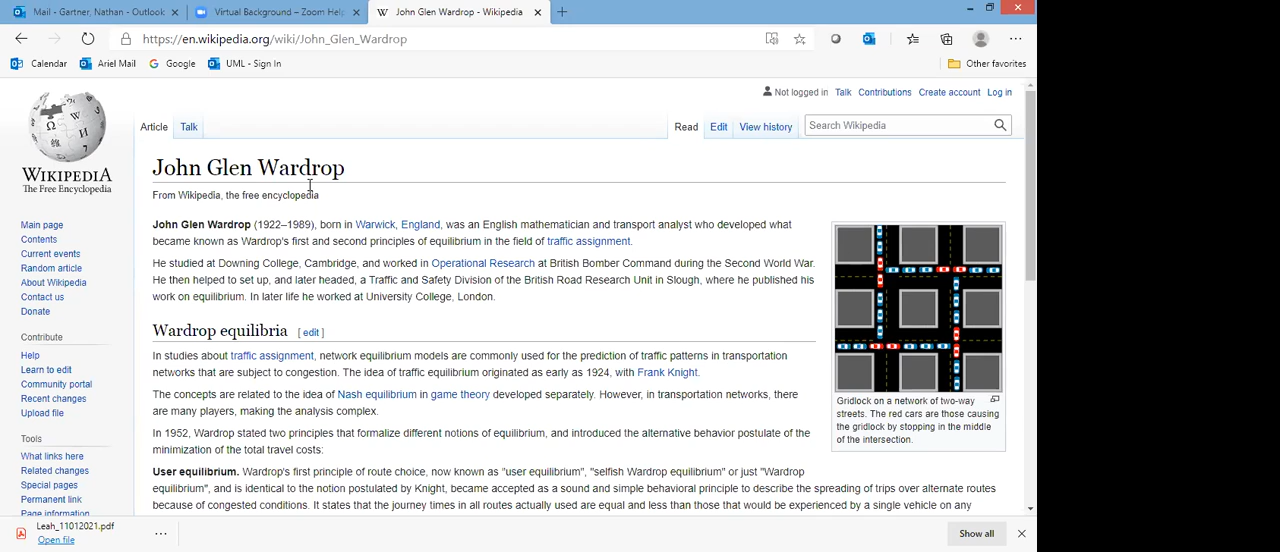 Mail - Gartner, Nathan - Outlook
Virtual Background – Zoom Help
John Glen Wardrop - Wikipedia
https://en.wikipedia.org/wiki/John_Glen_Wardrop
Calendar
Ariel Mail
Google
UML - Sign In
Other favorites
Not logged in Talk Contributions Create account Log in
Article Talk
Read Edit View history
Search Wikipedia
WIKIPEDIA
The Free Encyclopedia
Main page
Contents
Current events
Random article
About Wikipedia
Contact us
Donate
Contribute
Help
Learn to edit
Community portal
Recent changes
Upload file
Tools
What links here
Related changes
Special pages
Permanent link
Page information
John Glen Wardrop
From Wikipedia, the free encyclopedia
John Glen Wardrop (1922–1989), born in Warwick, England, was an English mathematician and transport analyst who developed what
became known as Wardrop's first and second principles of equilibrium in the field of traffic assignment.
He studied at Downing College, Cambridge, and worked in Operational Research at British Bomber Command during the Second World War.
He then helped to set up, and later headed, a Traffic and Safety Division of the British Road Research Unit in Slough, where he published his
work on equilibrium. In later life he worked at University College, London.
Wardrop equilibria [ edit ]
In studies about traffic assignment, network equilibrium models are commonly used for the prediction of traffic patterns in transportation
networks that are subject to congestion. The idea of traffic equilibrium originated as early as 1924, with Frank Knight.
The concepts are related to the idea of Nash equilibrium in game theory developed separately. However, in transportation networks, there
are many players, making the analysis complex.
In 1952, Wardrop stated two principles that formalize different notions of equilibrium, and introduced the alternative behavior postulate of the
minimization of the total travel costs:
User equilibrium. Wardrop's first principle of route choice, now known as "user equilibrium", "selfish Wardrop equilibrium" or just "Wardrop
equilibrium", and is identical to the notion postulated by Knight, became accepted as a sound and simple behavioral principle to describe the spreading of trips over alternate routes
because of congested conditions. It states that the journey times in all routes actually used are equal and less than those that would be experienced by a single vehicle on any
Gridlock on a network of two-way
streets. The red cars are those causing
the gridlock by stopping in the middle
of the intersection.
Leah_11012021.pdf
Open file
Show all